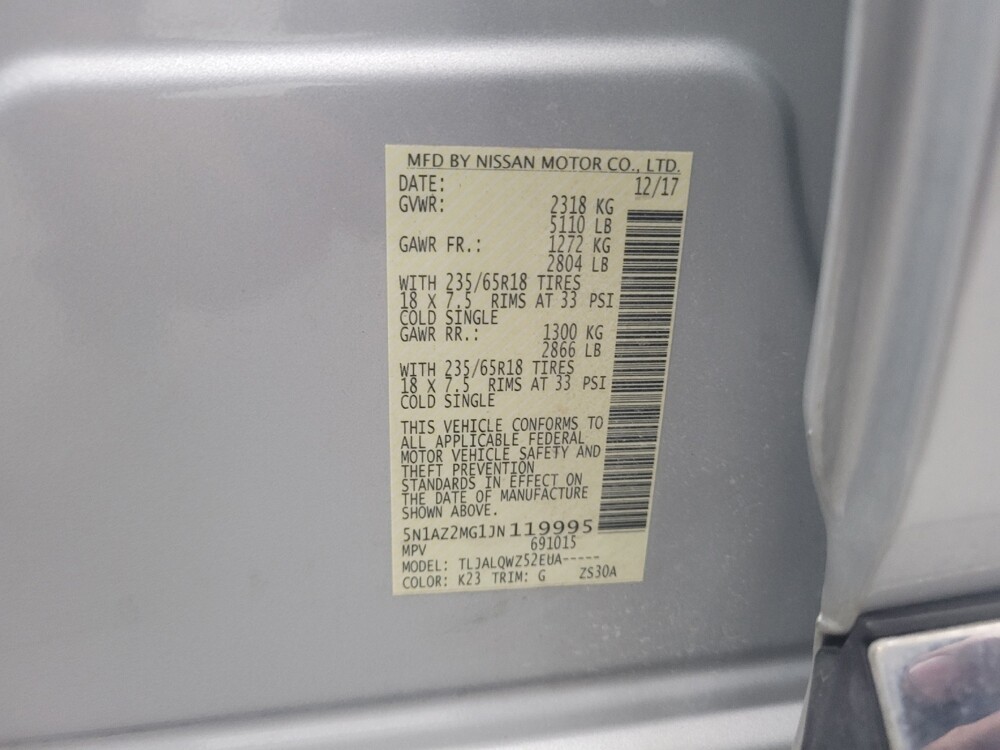 MFD BY NISSAN MOTOR CO., LTD.
DATE: 12/17
GVWR: 2318 KG
5110 LB
GAWR FR.: 1272 KG
2804 LB
WITH 235/65R18 TIRES
18 X 7.5 RIMS AT 33 PSI
COLD SINGLE
GAWR RR.: 1300 KG
2866 LB
WITH 235/65R18 TIRES
18 X 7.5 RIMS AT 33 PSI
COLD SINGLE
THIS VEHICLE CONFORMS TO
ALL APPLICABLE FEDERAL
MOTOR VEHICLE SAFETY AND
THEFT PREVENTION
STANDARDS IN EFFECT ON
THE DATE OF MANUFACTURE
SHOWN ABOVE.
5N1AZ2MG1JN119995
MPV 691015
MODEL: TLJALQWZ52EUA-----
COLOR: K23 TRIM: G ZS30A